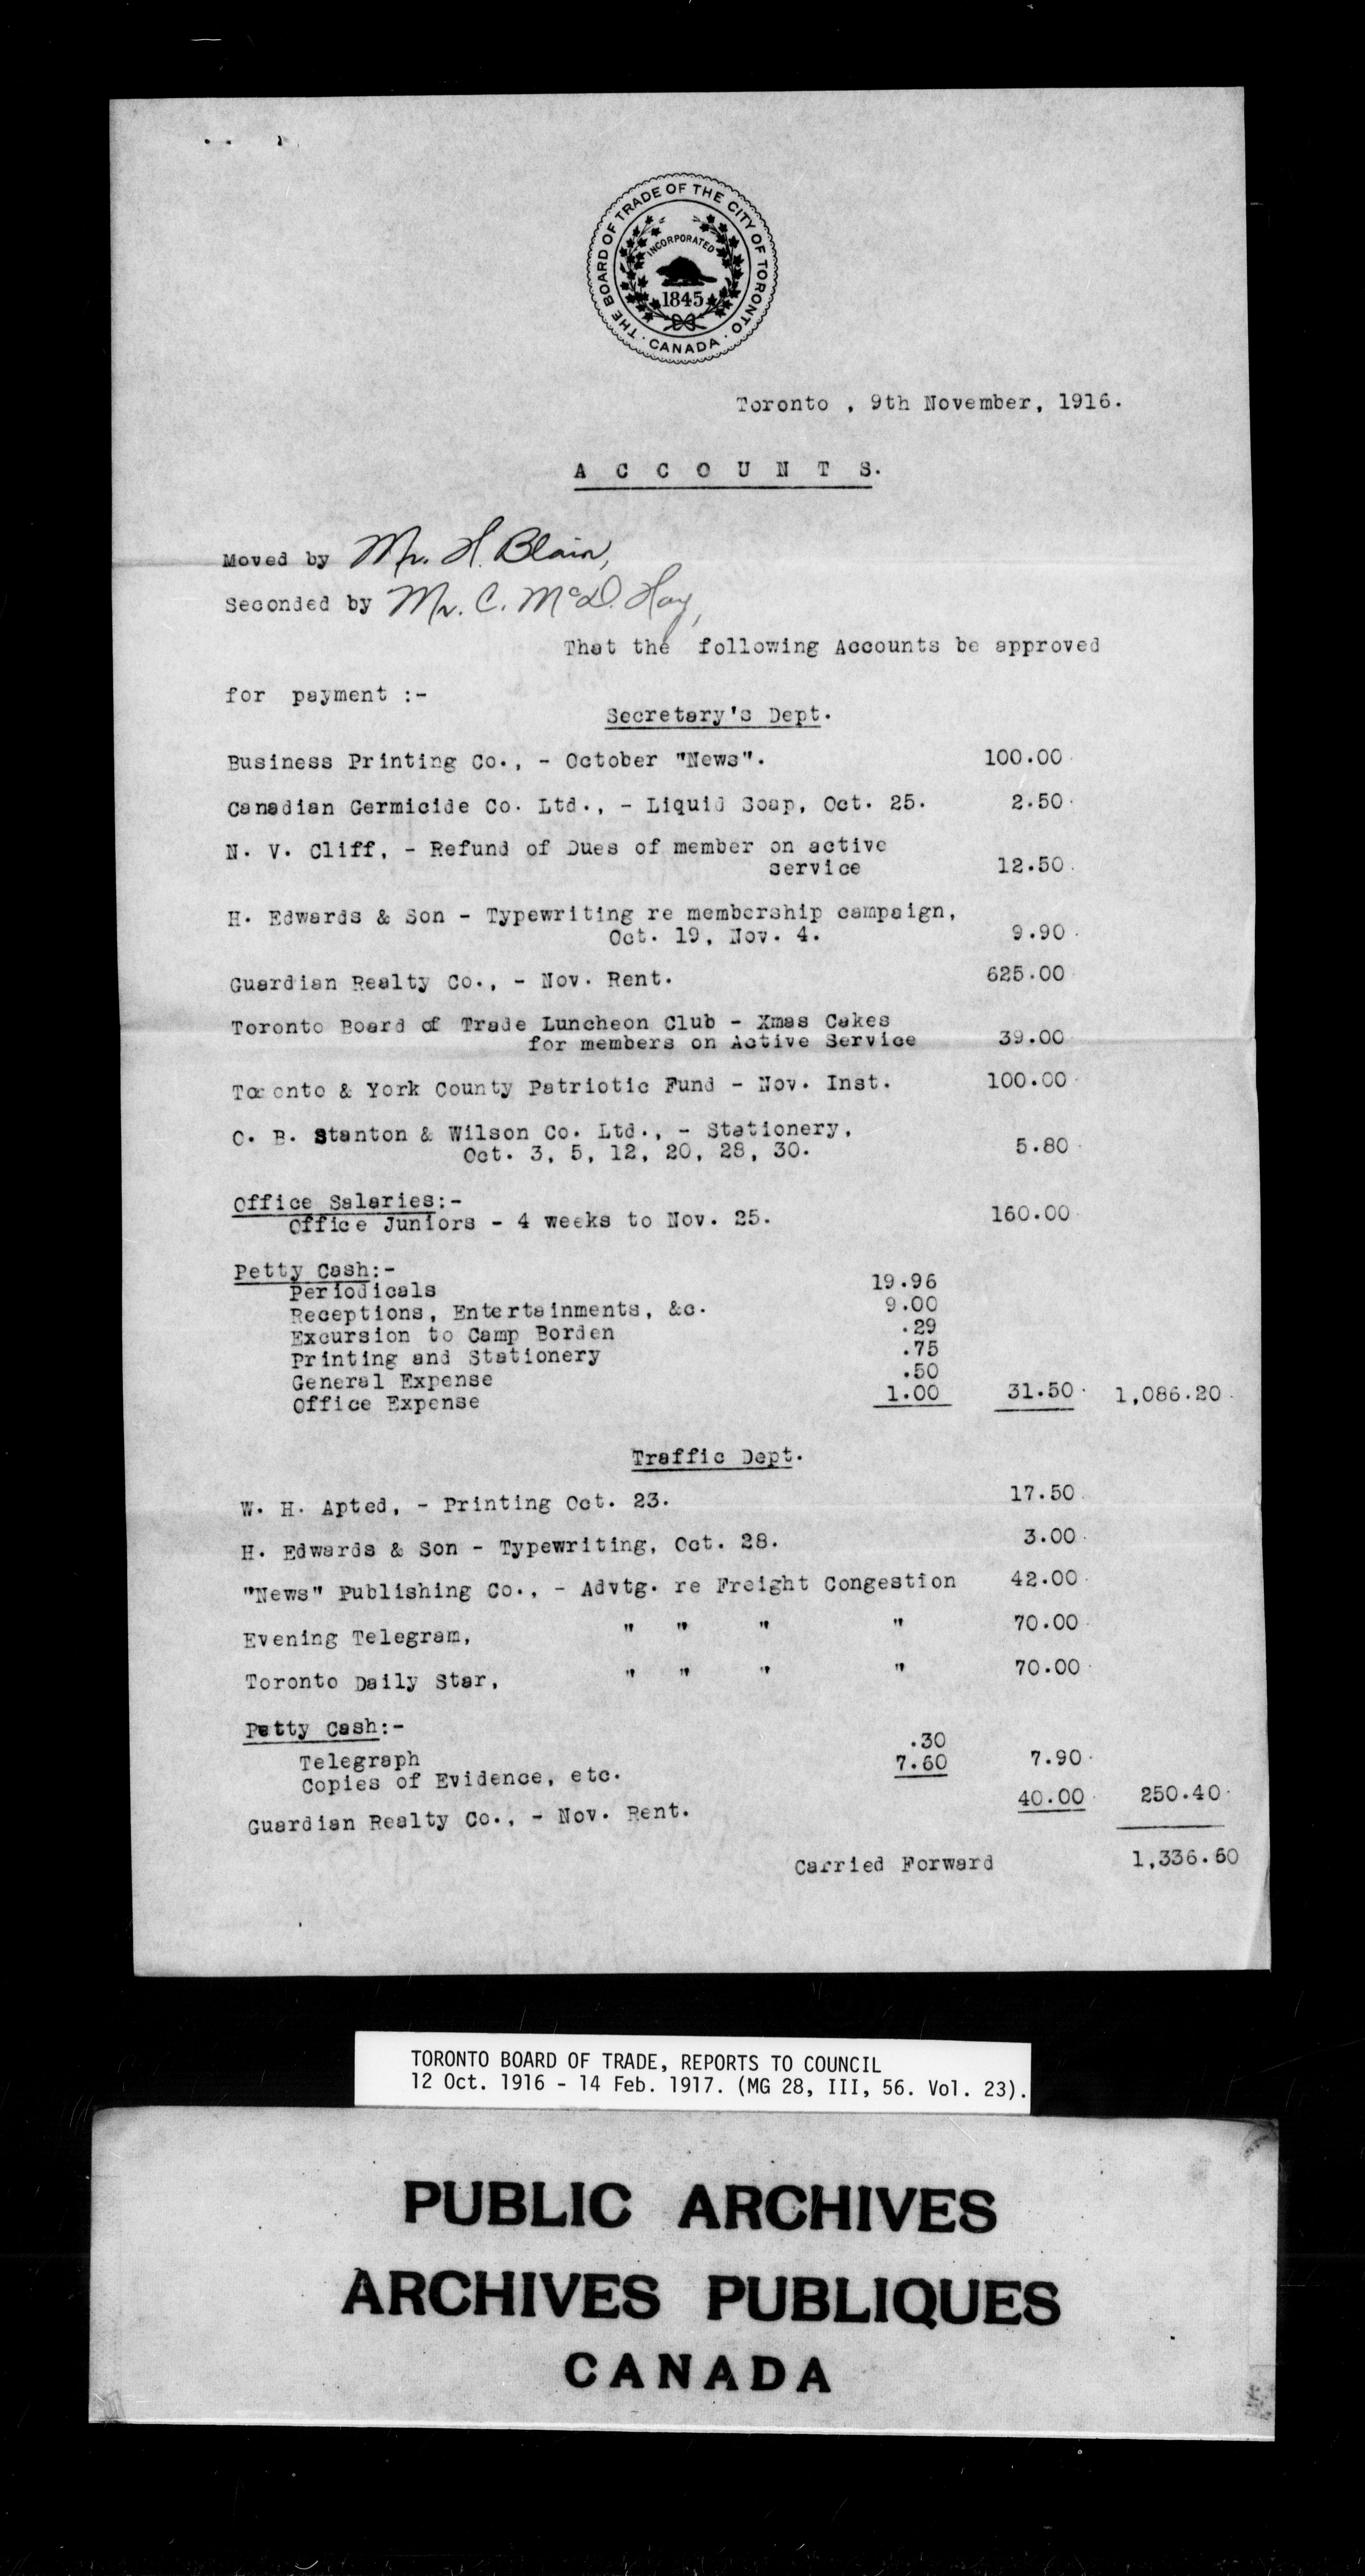 THE BOARD OF TRADE OF THE CITY OF TORONTO · CANADA ·
INCORPORATED
1845
Toronto , 9th November, 1916.
A C C O U N T S.
Moved by Mr. H. Blain,
Seconded by Mr. C. McD. Hay,
That the following Accounts be approved
for payment :-
Secretary's Dept.
Business Printing Co., - October "News". 100.00
Canadian Germicide Co. Ltd., - Liquid Soap, Oct. 25. 2.50
N. V. Cliff, - Refund of Dues of member on active
service 12.50
H. Edwards & Son - Typewriting re membership campaign,
Oct. 19, Nov. 4. 9.90
Guardian Realty Co., - Nov. Rent. 625.00
Toronto Board of Trade Luncheon Club - Xmas Cakes
for members on Active Service 39.00
Toronto & York County Patriotic Fund - Nov. Inst. 100.00
C. B. Stanton & Wilson Co. Ltd., - Stationery,
Oct. 3, 5, 12, 20, 28, 30. 5.80
Office Salaries:-
Office Juniors - 4 weeks to Nov. 25. 160.00
Petty Cash:-
Periodicals 19.96
Receptions, Entertainments, &c. 9.00
Excursion to Camp Borden .29
Printing and Stationery .75
General Expense .50
Office Expense 1.00 31.50 1,086.20
Traffic Dept.
W. H. Apted, - Printing Oct. 23. 17.50
H. Edwards & Son - Typewriting, Oct. 28. 3.00
"News" Publishing Co., - Advtg. re Freight Congestion 42.00
Evening Telegram, " " " " 70.00
Toronto Daily Star, " " " " 70.00
Petty Cash:-
Telegraph .30
Copies of Evidence, etc. 7.60 7.90
Guardian Realty Co., - Nov. Rent. 40.00 250.40
Carried Forward 1,336.60
TORONTO BOARD OF TRADE, REPORTS TO COUNCIL
12 Oct. 1916 - 14 Feb. 1917. (MG 28, III, 56. Vol. 23).
PUBLIC ARCHIVES
ARCHIVES PUBLIQUES
CANADA